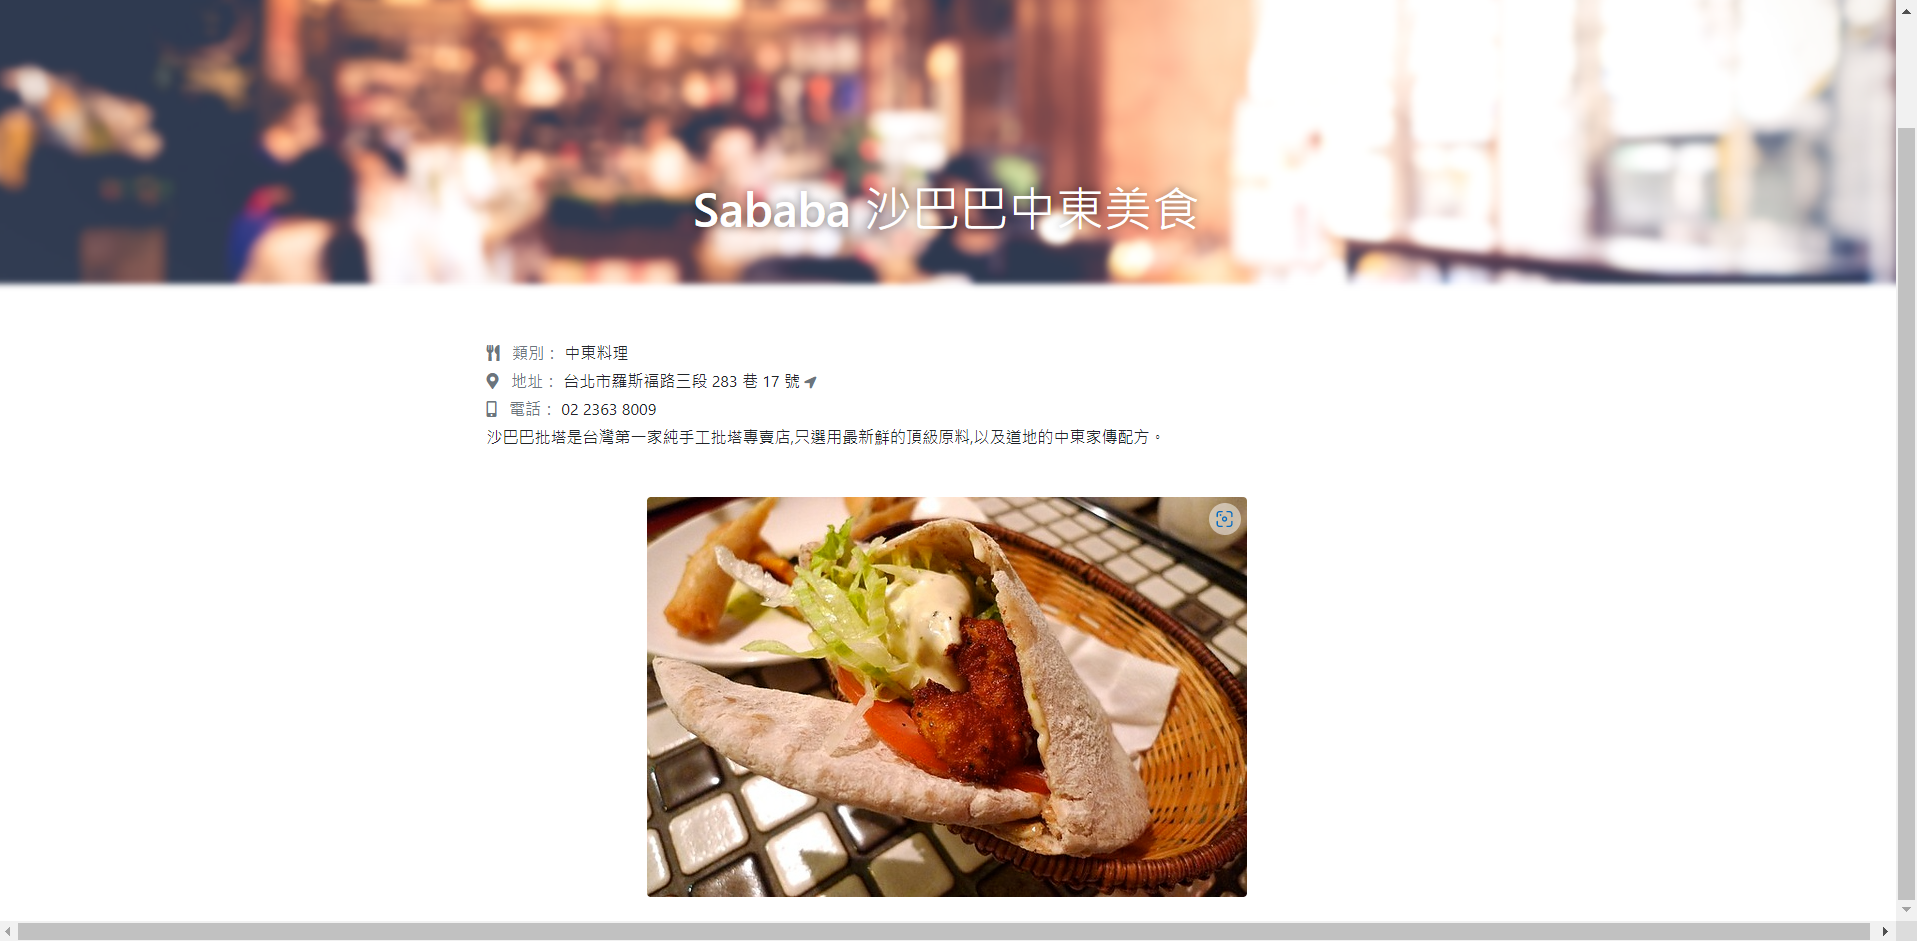 Sababa 沙巴巴中東美食
類別： 中東料理
地址： 台北市羅斯福路三段 283 巷 17 號
電話： 02 2363 8009
沙巴巴批塔是台灣第一家純手工批塔專賣店,只選用最新鮮的頂級原料,以及道地的中東家傳配方。